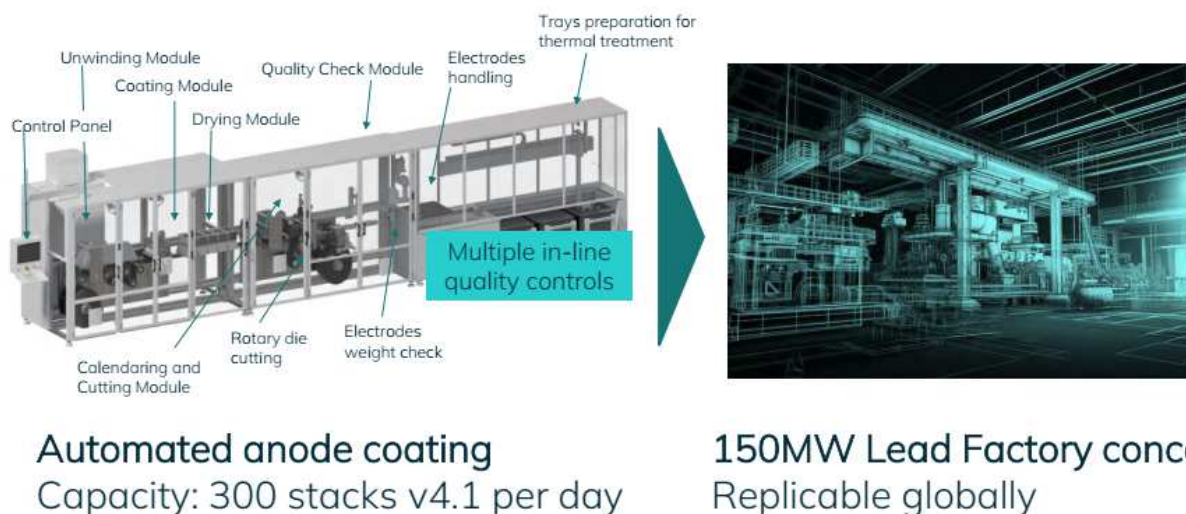 Trays preparation for
thermal treatment
Unwinding Module
Electrodes
handling
Quality Check Module
Coating Module
Drying Module
Control Panel
Multiple in-line
quality controls
Rotary die
cutting
Electrodes
weight check
Calendaring and
Cutting Module
Automated anode coating
Capacity: 300 stacks v4.1 per day
150MW Lead Factory conc
Replicable globally